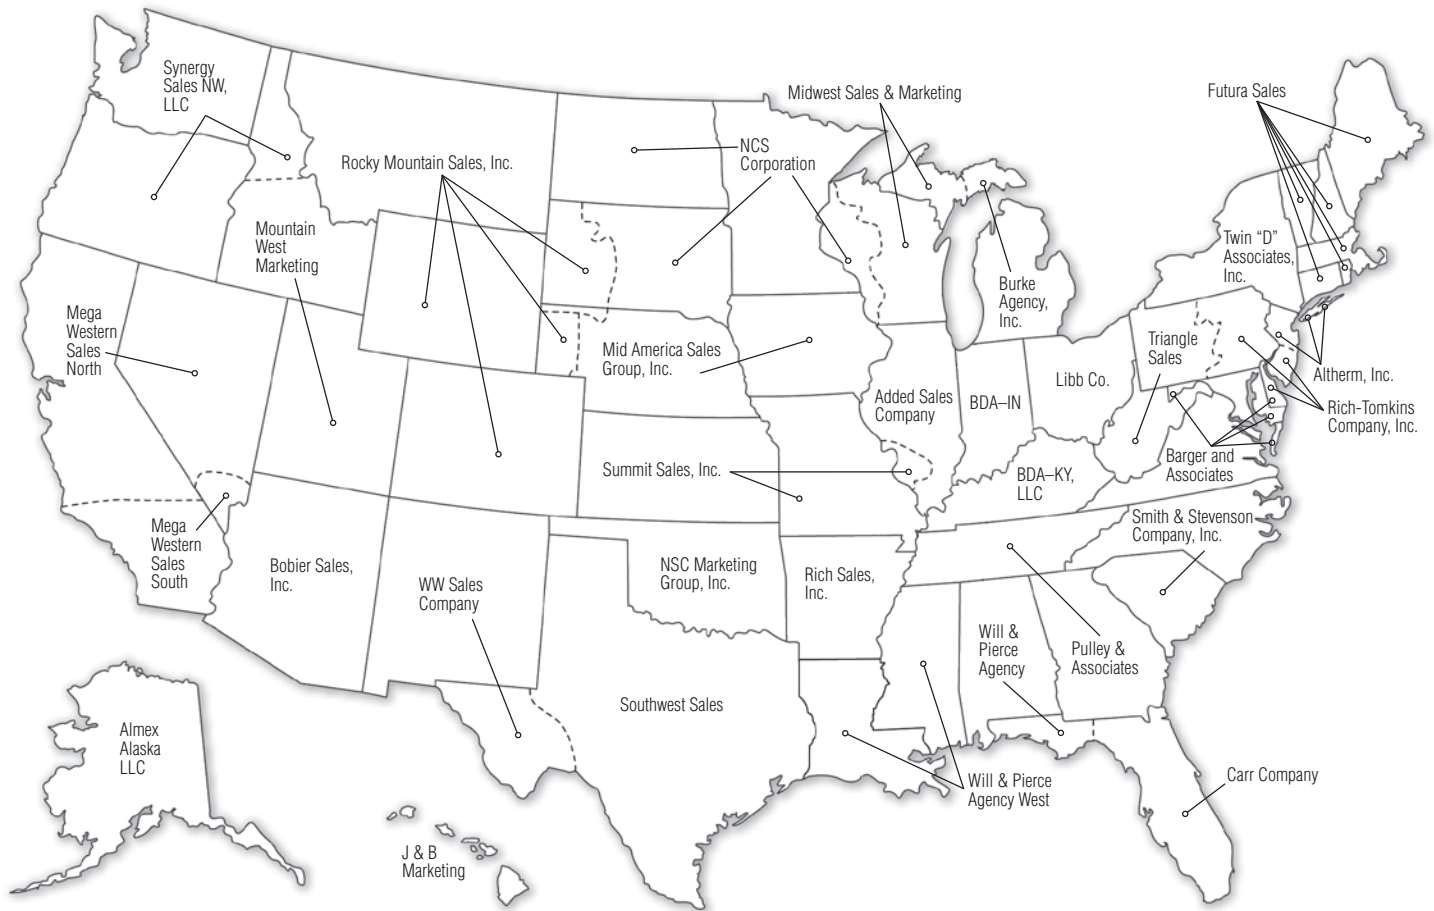 Synergy
Sales NW,
LLC
Midwest Sales & Marketing
Futura Sales
Rocky Mountain Sales, Inc.
NCS
Corporation
Mountain
West
Marketing
Twin “D”
Associates,
Inc.
Burke
Agency,
Inc.
Mega
Western
Sales
North
Mid America Sales
Group, Inc.
Triangle
Sales
Libb Co.
Altherm, Inc.
Added Sales
Company
BDA–IN
Rich-Tomkins
Company, Inc.
Summit Sales, Inc.
BDA–KY,
LLC
Barger and
Associates
Mega
Western
Sales
South
Smith & Stevenson
Company, Inc.
Bobier Sales,
Inc.
WW Sales
Company
NSC Marketing
Group, Inc.
Rich Sales,
Inc.
Will &
Pierce
Agency
Pulley &
Associates
Southwest Sales
Almex
Alaska
LLC
Will & Pierce
Agency West
Carr Company
J & B
Marketing